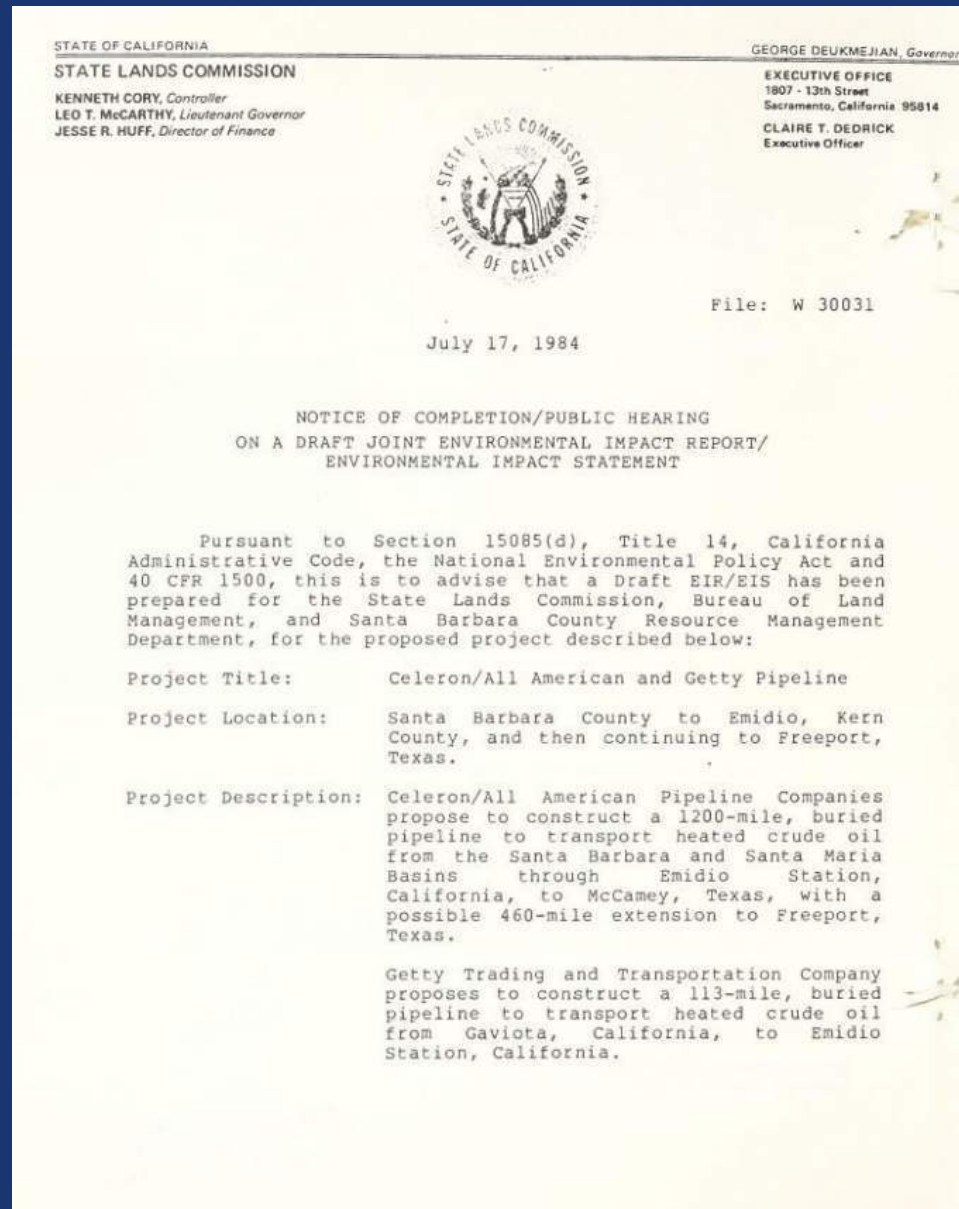 STATE OF CALIFORNIA
GEORGE DEUKMEJIAN, Governor
STATE LANDS COMMISSION
KENNETH CORY, Controller
LEO T. McCARTHY, Lieutenant Governor
JESSE R. HUFF, Director of Finance
EXECUTIVE OFFICE
1807 - 13th Street
Sacramento, California 95814
CLAIRE T. DEDRICK
Executive Officer
STATE LANDS COMMISSION
STATE OF CALIFORNIA
File: W 30031
July 17, 1984
NOTICE OF COMPLETION/PUBLIC HEARING
ON A DRAFT JOINT ENVIRONMENTAL IMPACT REPORT/
ENVIRONMENTAL IMPACT STATEMENT
Pursuant to Section 15085(d), Title 14, California
Administrative Code, the National Environmental Policy Act and
40 CFR 1500, this is to advise that a Draft EIR/EIS has been
prepared for the State Lands Commission, Bureau of Land
Management, and Santa Barbara County Resource Management
Department, for the proposed project described below:
Project Title: Celeron/All American and Getty Pipeline
Project Location: Santa Barbara County to Emidio, Kern
County, and then continuing to Freeport,
Texas.
Project Description: Celeron/All American Pipeline Companies
propose to construct a 1200-mile, buried
pipeline to transport heated crude oil
from the Santa Barbara and Santa Maria
Basins through Emidio Station,
California, to McCamey, Texas, with a
possible 460-mile extension to Freeport,
Texas.
Getty Trading and Transportation Company
proposes to construct a 113-mile, buried
pipeline to transport heated crude oil
from Gaviota, California, to Emidio
Station, California.